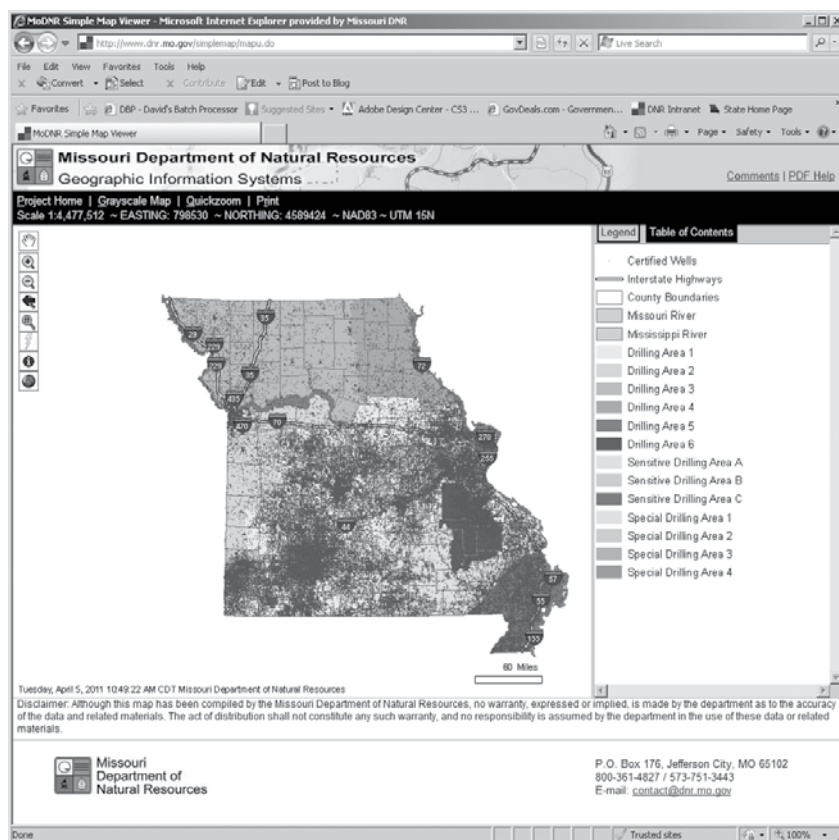 MoDNR Simple Map Viewer - Microsoft Internet Explorer provided by Missouri DNR
http://www.dnr.mo.gov/simplemap/mapu.do
Live Search
File Edit View Favorites Tools Help
x Convert Select x Contribute Edit Post to Blog
Favorites DBP - David's Batch Processor Suggested Sites Adobe Design Center - CS3 ... GovDeals.com - Governmen... DNR Intranet State Home Page
MoDNR Simple Map Viewer
Page Safety Tools
Missouri Department of Natural Resources
Geographic Information Systems
Comments | PDF Help
Project Home | Grayscale Map | Quickzoom | Print
Scale 1:4,477,512 ~ EASTING: 798530 ~ NORTHING: 4589424 ~ NAD83 ~ UTM 15N
Legend Table of Contents
Certified Wells
Interstate Highways
County Boundaries
Missouri River
Mississippi River
Drilling Area 1
Drilling Area 2
Drilling Area 3
Drilling Area 4
Drilling Area 5
Drilling Area 6
Sensitive Drilling Area A
Sensitive Drilling Area B
Sensitive Drilling Area C
Special Drilling Area 1
Special Drilling Area 2
Special Drilling Area 3
Special Drilling Area 4
35
29
229
229
72
35
435
470
70
270
255
44
57
55
155
60 Miles
Tuesday, April 5, 2011 10:49:22 AM CDT Missouri Department of Natural Resources
Disclaimer: Although this map has been compiled by the Missouri Department of Natural Resources, no warranty, expressed or implied, is made by the department as to the accuracy
of the data and related materials. The act of distribution shall not constitute any such warranty, and no responsibility is assumed by the department in the use of these data or related
materials.
Missouri
Department of
Natural Resources
P.O. Box 176, Jefferson City, MO 65102
800-361-4827 / 573-751-3443
E-mail: contact@dnr.mo.gov
Done
Trusted sites
100%